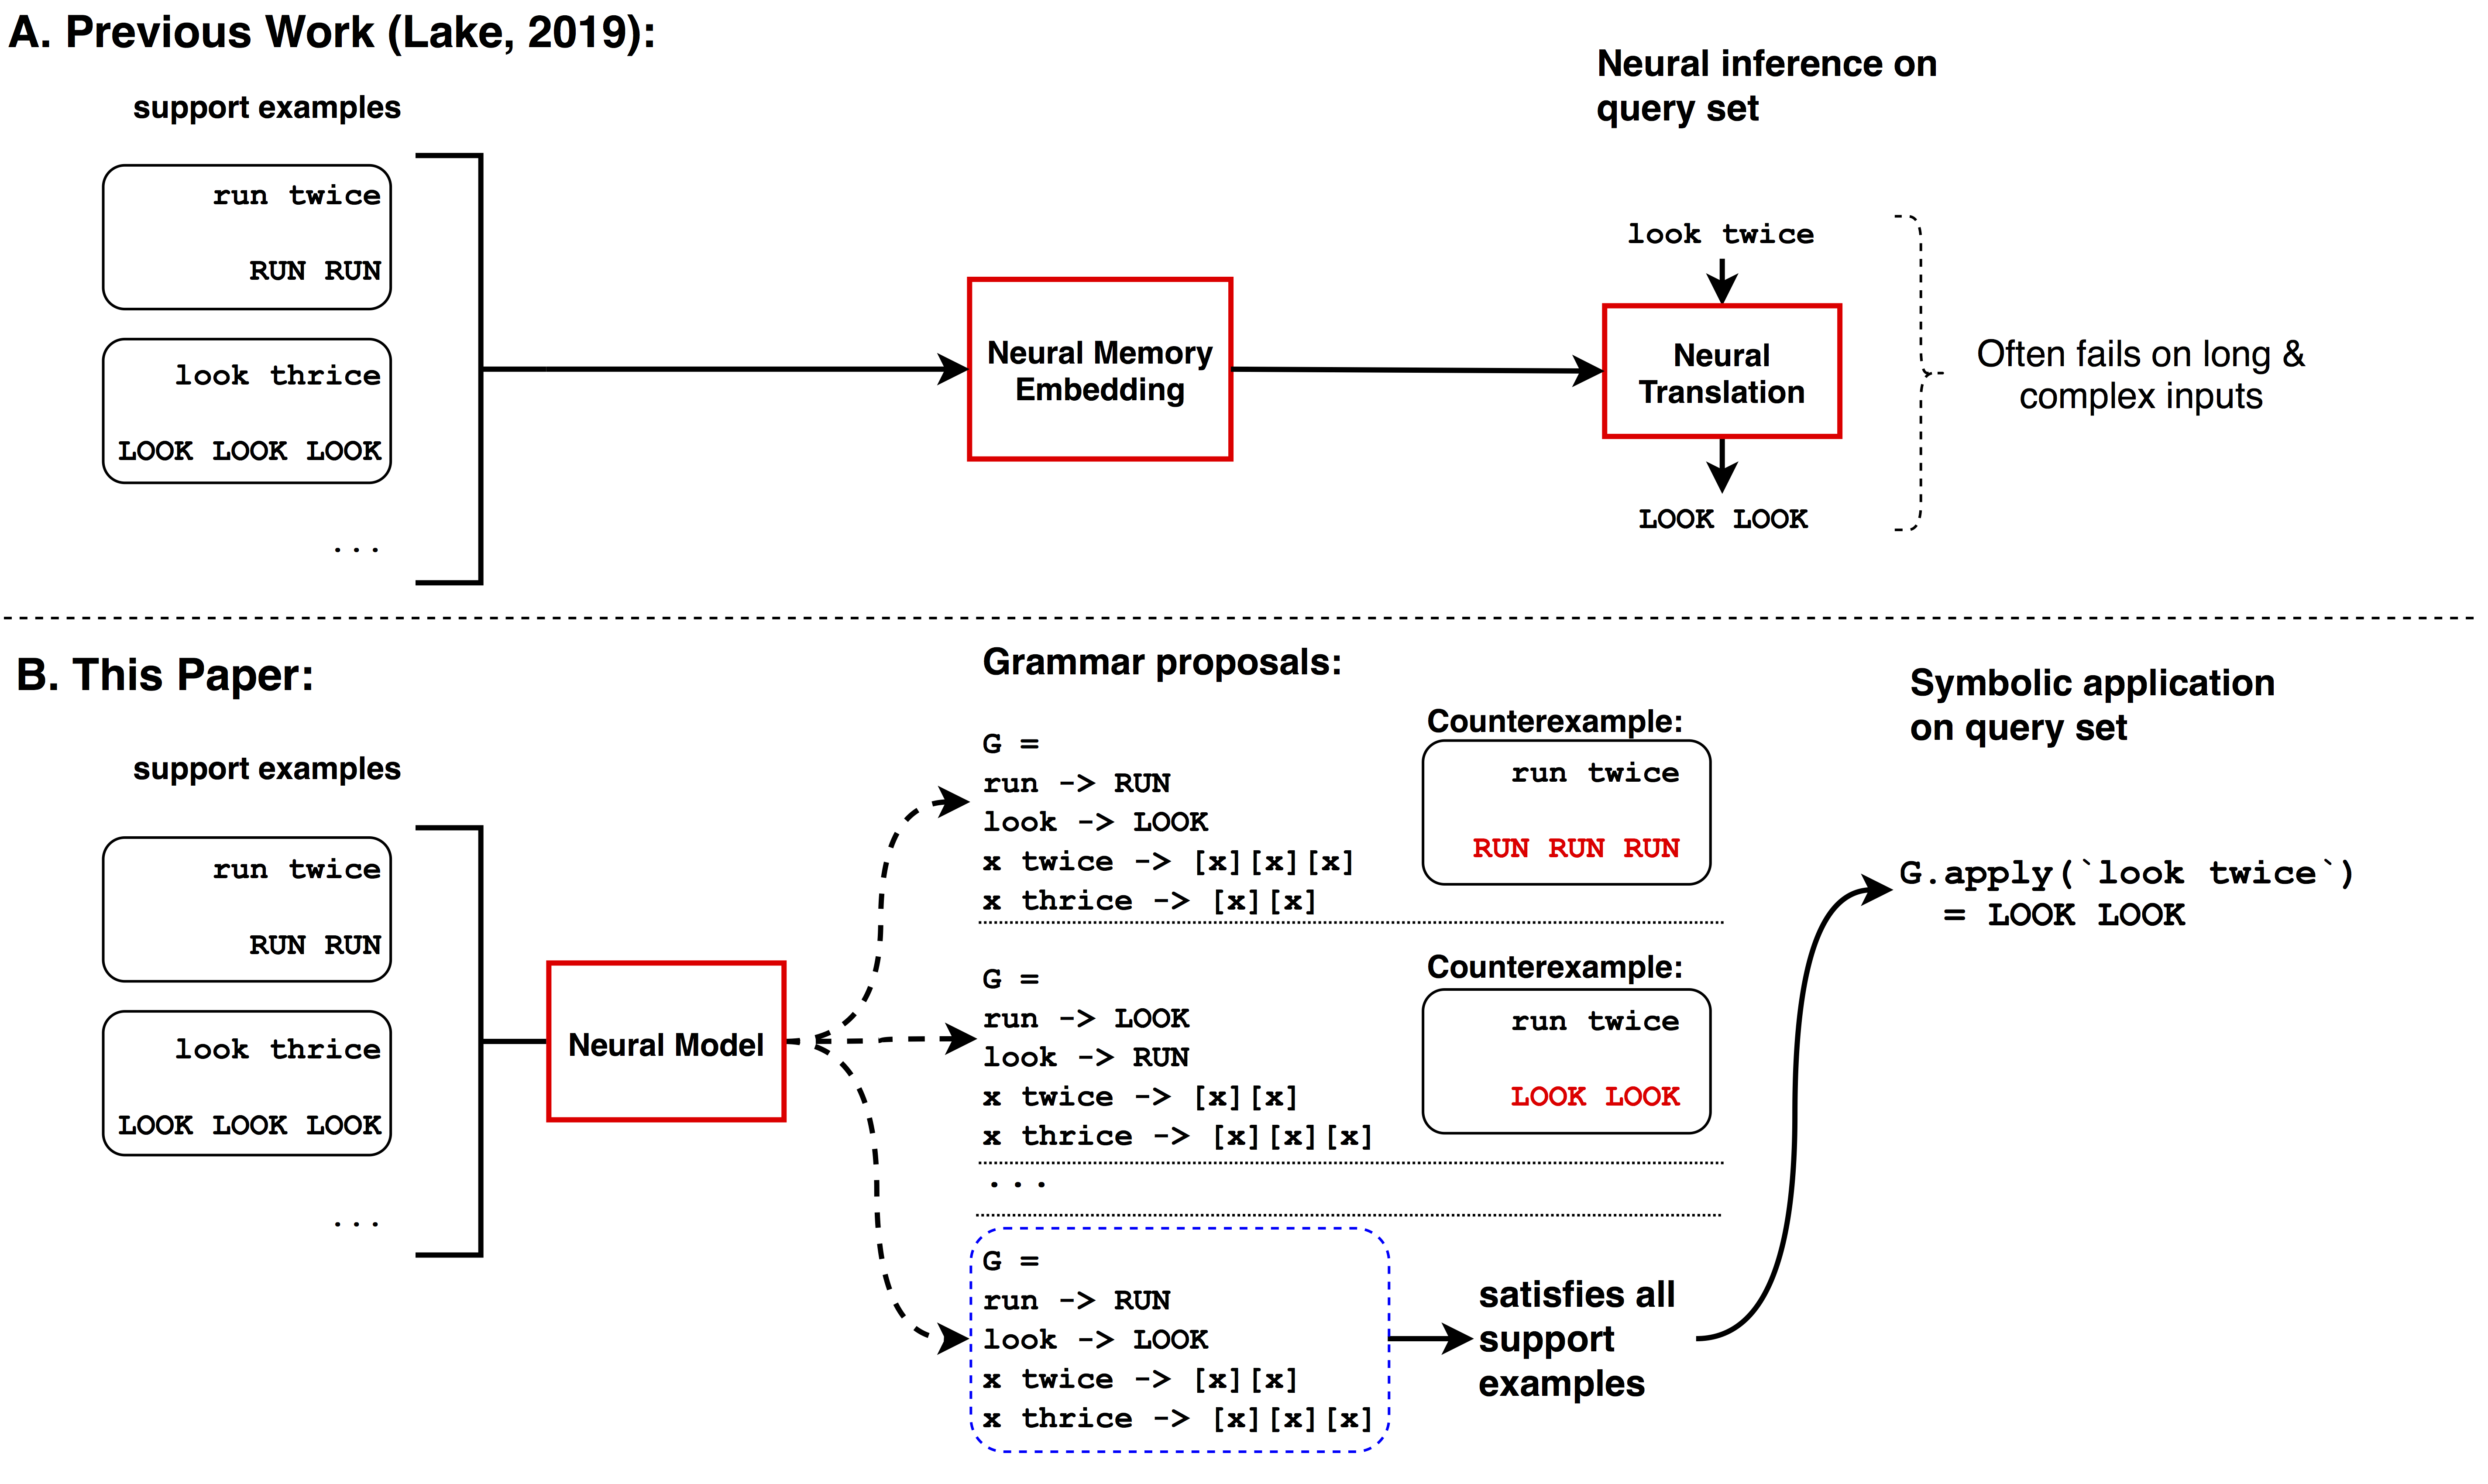 A. Previous Work (Lake, 2019):
support examples
run twice
RUN RUN
look thrice
LOOK LOOK LOOK
...
Neural Memory
Embedding
Neural inference on
query set
look twice
Neural
Translation
LOOK LOOK
Often fails on long &
complex inputs
B. This Paper:
support examples
run twice
RUN RUN
look thrice
LOOK LOOK LOOK
...
Neural Model
Grammar proposals:
G =
run -> RUN
look -> LOOK
x twice -> [x][x][x]
x thrice -> [x][x]
Counterexample:
run twice
RUN RUN RUN
G =
run -> LOOK
look -> RUN
x twice -> [x][x]
x thrice -> [x][x][x]
Counterexample:
run twice
LOOK LOOK
...
G =
run -> RUN
look -> LOOK
x twice -> [x][x]
x thrice -> [x][x][x]
satisfies all
support
examples
Symbolic application
on query set
G.apply(`look twice`)
= LOOK LOOK